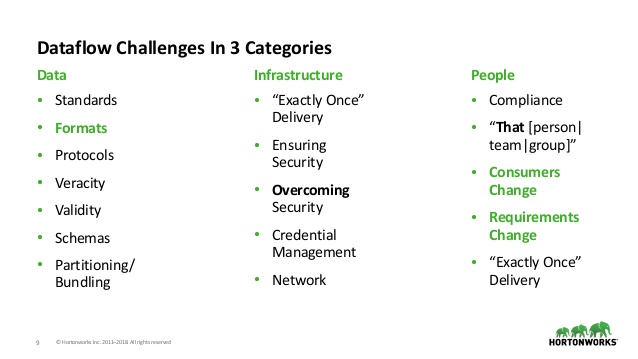 Dataflow Challenges In 3 Categories
Data
• Standards
• Formats
• Protocols
• Veracity
• Validity
• Schemas
• Partitioning/
Bundling
Infrastructure
• “Exactly Once”
Delivery
• Ensuring
Security
• Overcoming
Security
• Credential
Management
• Network
People
• Compliance
• “That [person|
team|group]”
• Consumers
Change
• Requirements
Change
• “Exactly Once”
Delivery
9
© Hortonworks Inc. 2011–2018. All rights reserved
HORTONWORKS